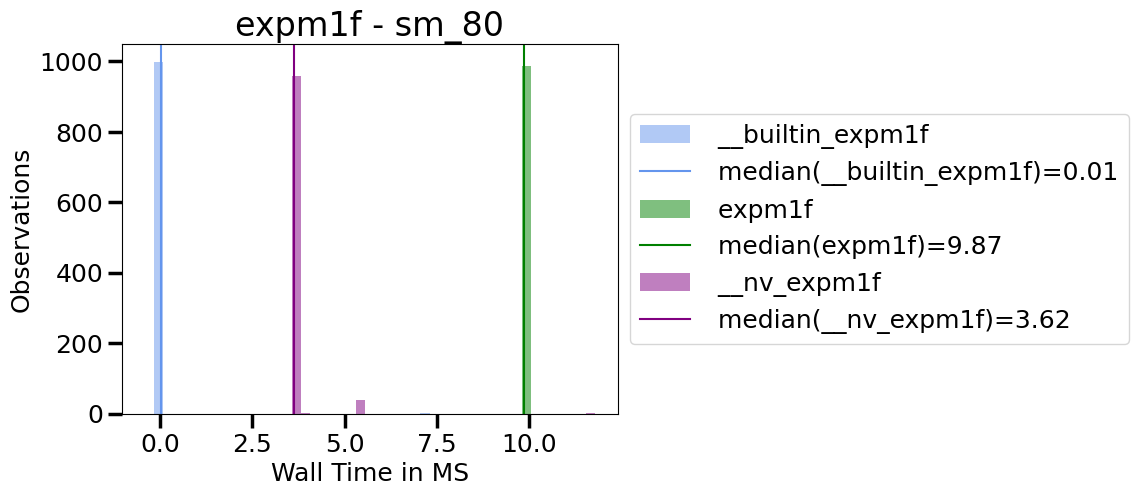 expm1f - sm_80
1000
800
600
400
200
0
Observations
0.0 2.5 5.0 7.5 10.0
Wall Time in MS
__builtin_expm1f
median(__builtin_expm1f)=0.01
expm1f
median(expm1f)=9.87
__nv_expm1f
median(__nv_expm1f)=3.62